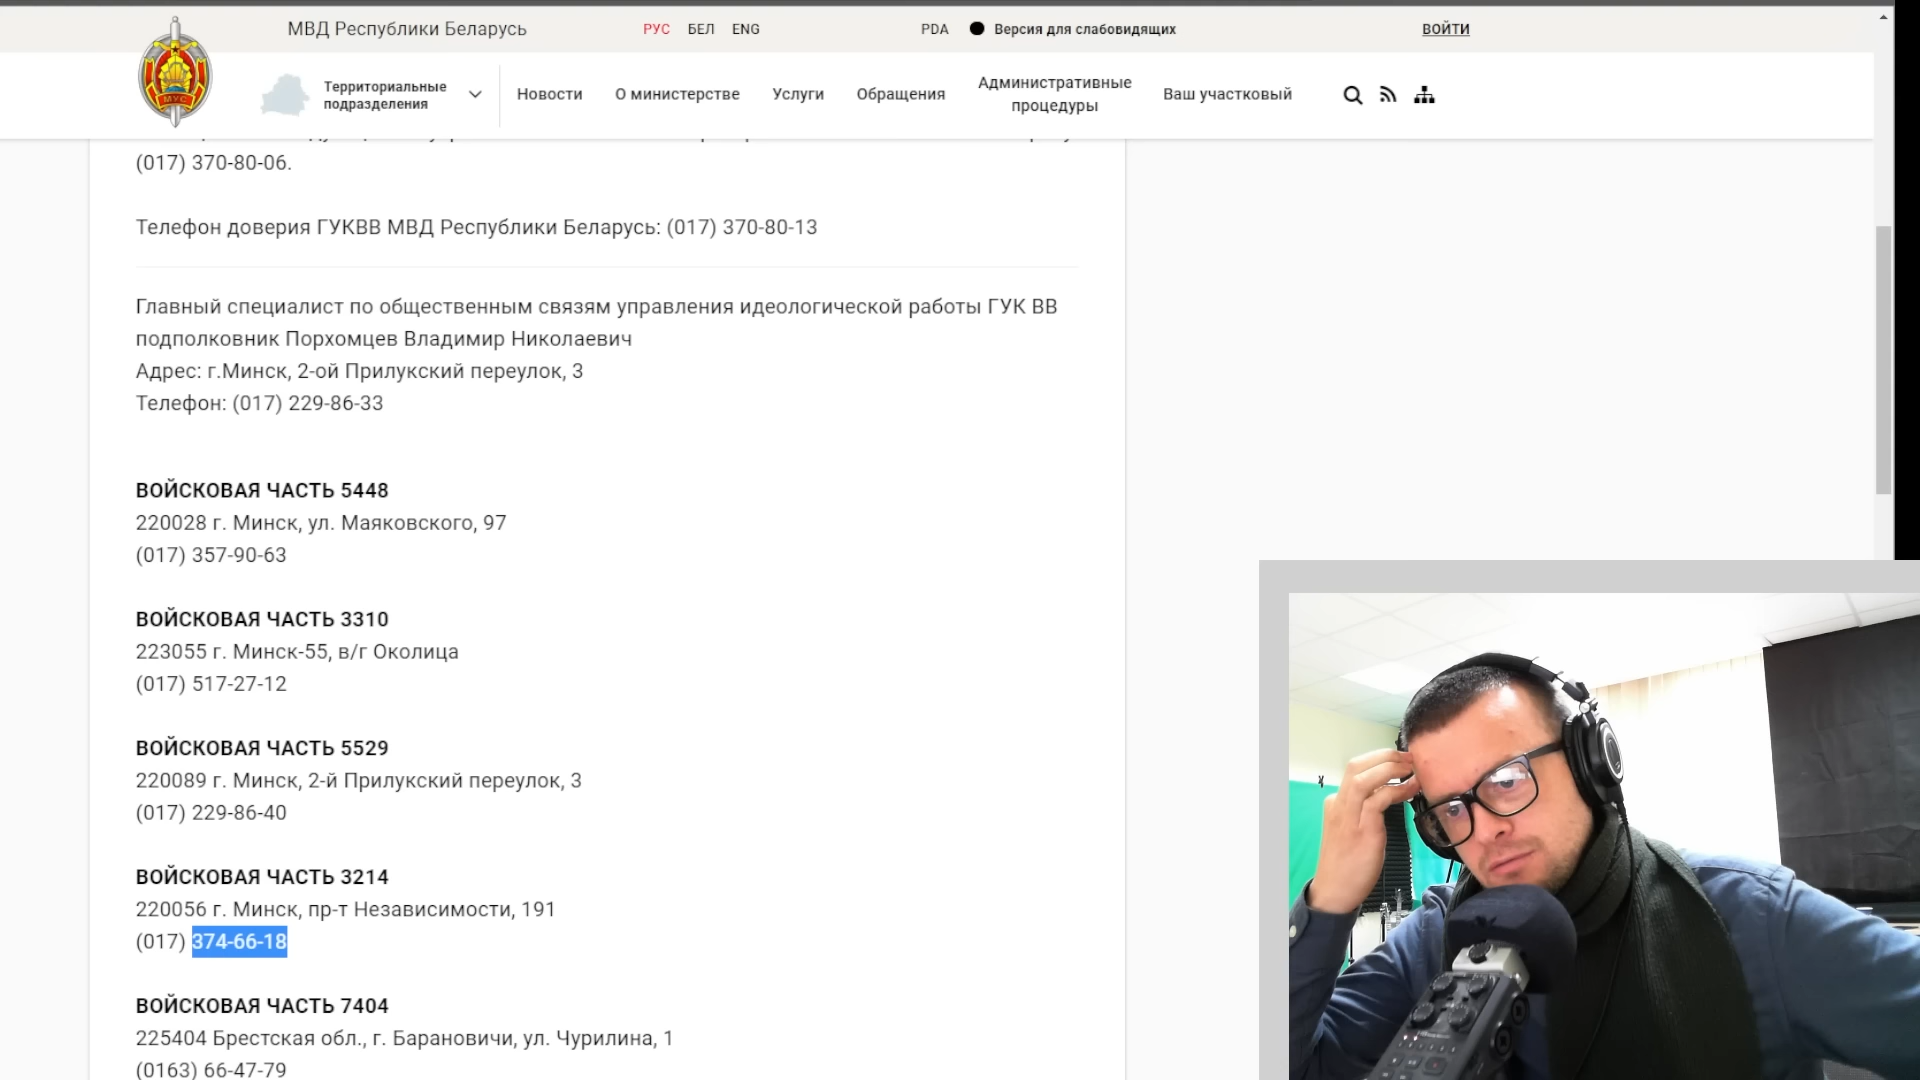 МВД Республики Беларусь
РУС БЕЛ ENG
PDA Версия для слабовидящих
ВОЙТИ
МУС
Территориальные
подразделения
Новости
О министерстве
Услуги
Обращения
Административные
процедуры
Ваш участковый
(017) 370-80-06.
Телефон доверия ГУКВВ МВД Республики Беларусь: (017) 370-80-13
Главный специалист по общественным связям управления идеологической работы ГУК ВВ
подполковник Порхомцев Владимир Николаевич
Адрес: г.Минск, 2-ой Прилукский переулок, 3
Телефон: (017) 229-86-33
ВОЙСКОВАЯ ЧАСТЬ 5448
220028 г. Минск, ул. Маяковского, 97
(017) 357-90-63
ВОЙСКОВАЯ ЧАСТЬ 3310
223055 г. Минск-55, в/г Околица
(017) 517-27-12
ВОЙСКОВАЯ ЧАСТЬ 5529
220089 г. Минск, 2-й Прилукский переулок, 3
(017) 229-86-40
ВОЙСКОВАЯ ЧАСТЬ 3214
220056 г. Минск, пр-т Независимости, 191
(017) 374-66-18
ВОЙСКОВАЯ ЧАСТЬ 7404
225404 Брестская обл., г. Барановичи, ул. Чурилина, 1
(0163) 66-47-79